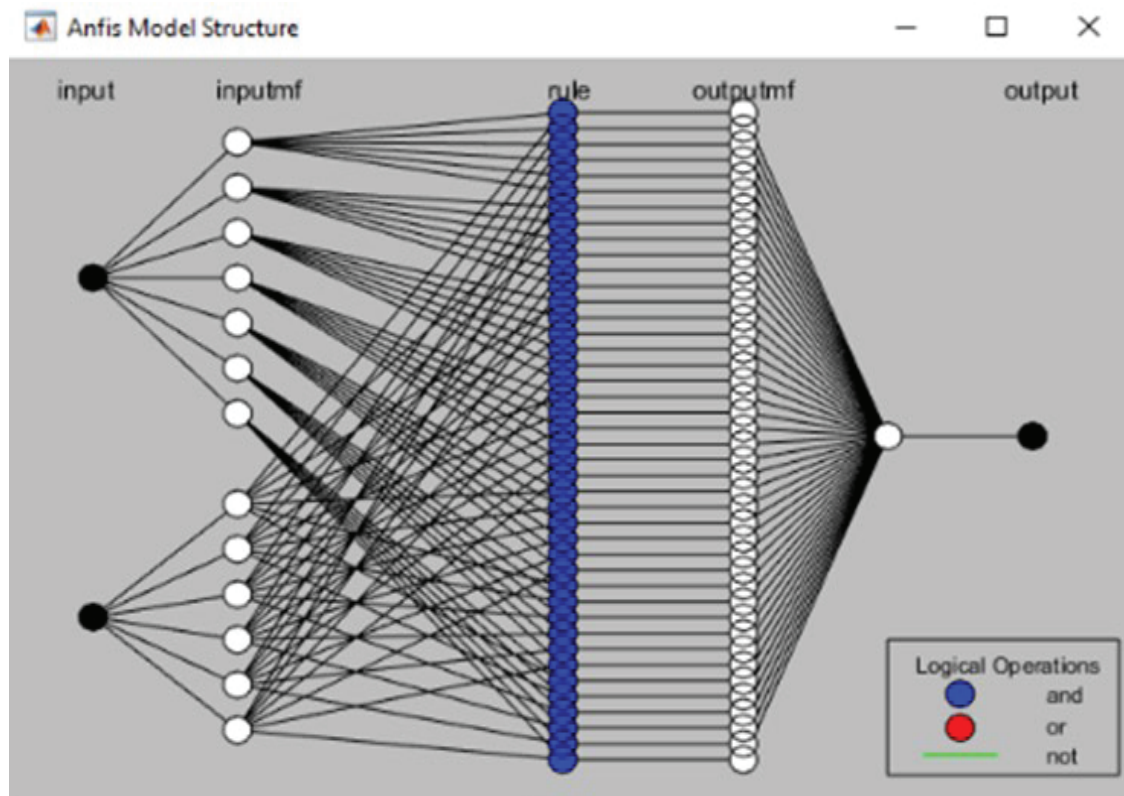 Anfis Model Structure
input inputmf rule outputmf output
Logical Operations
and
or
not